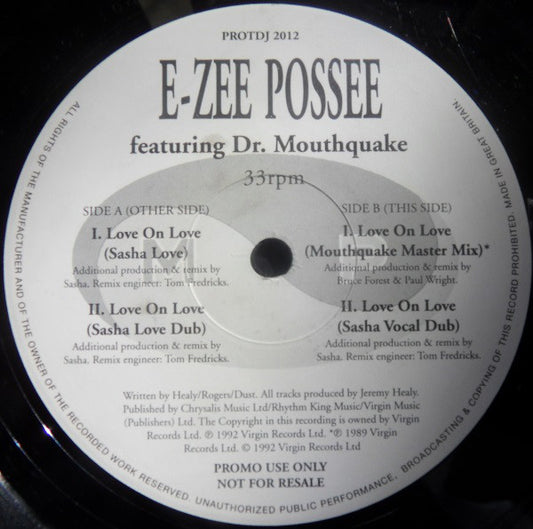 PROTDJ 2012
E-ZEE POSSEE
featuring Dr. Mouthquake
33rpm
SIDE A (OTHER SIDE)
I. Love On Love
(Sasha Love)
Additional production & remix by
Sasha. Remix engineer: Tom Fredricks.
II. Love On Love
(Sasha Love Dub)
Additional production & remix by
Sasha. Remix engineer: Tom Fredricks.
SIDE B (THIS SIDE)
I. Love On Love
(Mouthquake Master Mix)*
Additional production & remix by
Bruce Forest & Paul Wright.
II. Love On Love
(Sasha Vocal Dub)
Additional production & remix by
Sasha. Remix engineer: Tom Fredricks.
Written by Healy/Rogers/Dust. All tracks produced by Jeremy Healy.
Published by Chrysalis Music Ltd/Rhythm King Music/Virgin Music
(Publishers) Ltd. The Copyright in this recording is owned by Virgin
Records Ltd. ℗ 1992 Virgin Records Ltd. *℗ 1989 Virgin
Records Ltd. © 1992 Virgin Records Ltd
PROMO USE ONLY
NOT FOR RESALE
ALL RIGHTS OF THE MANUFACTURER AND OF THE OWNER OF THE RECORDED WORK RESERVED. UNAUTHORIZED PUBLIC PERFORMANCE, BROADCASTING & COPYING OF THIS RECORD PROHIBITED. MADE IN GREAT BRITAIN.